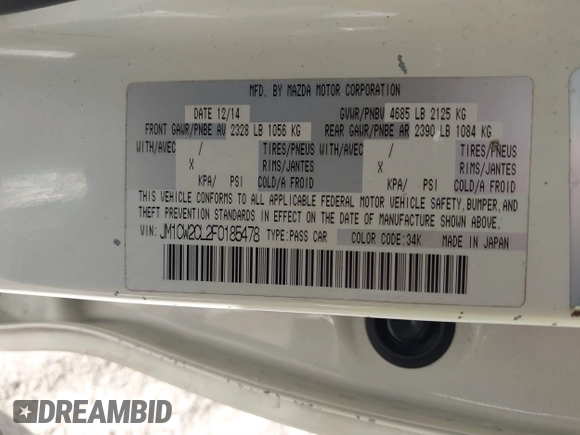 MFD. BY MAZDA MOTOR CORPORATION
DATE 12/14 GVWR/PNBV 4685 LB 2125 KG
FRONT GAWR/PNBE AV 2328 LB 1056 KG REAR GAWR/PNBE AR 2390 LB 1084 KG
WITH/AVEC / TIRES/PNEUS WITH/AVEC / TIRES/PNEUS
X RIMS/JANTES X RIMS/JANTES
KPA/ PSI COLD/A FROID KPA/ PSI COLD/A FROID
THIS VEHICLE CONFORMS TO ALL APPLICABLE FEDERAL MOTOR VEHICLE SAFETY, BUMPER, AND
THEFT PREVENTION STANDARDS IN EFFECT ON THE DATE OF MANUFACTURE SHOWN ABOVE.
VIN: JM1CW2CL2F0185478 TYPE: PASS CAR COLOR CODE: 34K MADE IN JAPAN
DREAMBID